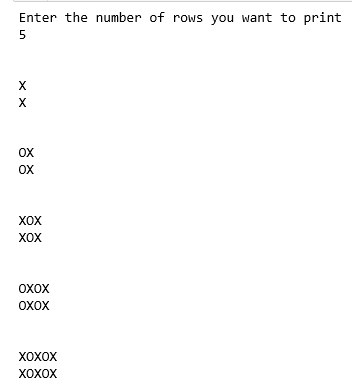 Enter the number of rows you want to print
5
X
X
OX
OX
XOX
XOX
OXOX
OXOX
XOXOX
XOXOX